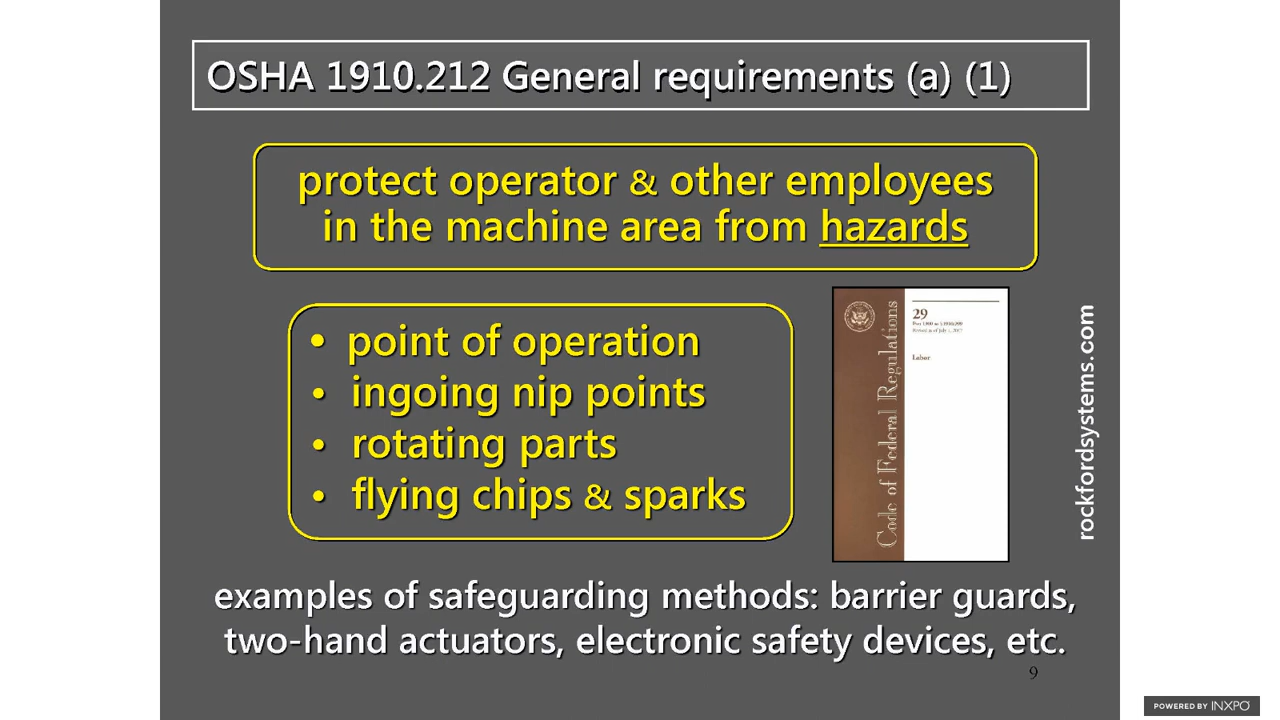 OSHA 1910.212 General requirements (a) (1)
protect operator & other employees
in the machine area from hazards
• point of operation
• ingoing nip points
• rotating parts
• flying chips & sparks
Code of Federal Regulations
29
Labor
rockfordsystems.com
examples of safeguarding methods: barrier guards,
two-hand actuators, electronic safety devices, etc.
9
POWERED BY INXPO